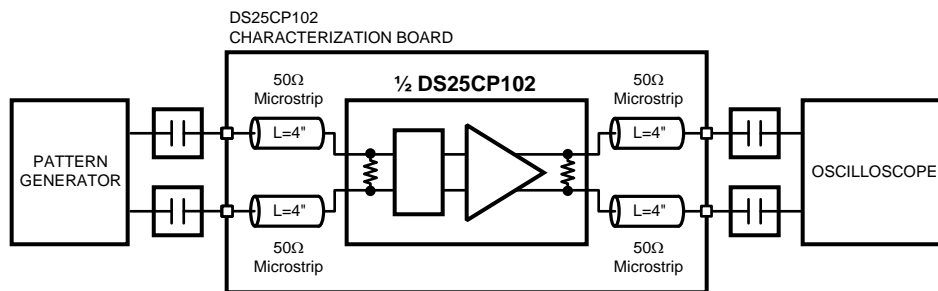 DS25CP102
CHARACTERIZATION BOARD
50Ω
Microstrip
½ DS25CP102
50Ω
Microstrip
L=4"
L=4"
PATTERN
GENERATOR
OSCILLOSCOPE
L=4"
L=4"
50Ω
Microstrip
50Ω
Microstrip